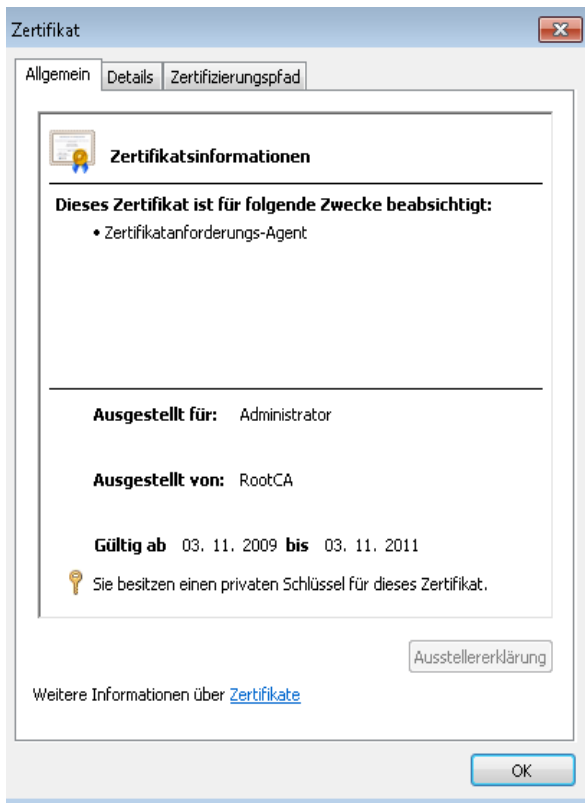 Zertifikat
Allgemein Details Zertifizierungspfad
Zertifikatsinformationen
Dieses Zertifikat ist für folgende Zwecke beabsichtigt:
• Zertifikatanforderungs-Agent
Ausgestellt für: Administrator
Ausgestellt von: RootCA
Gültig ab 03. 11. 2009 bis 03. 11. 2011
Sie besitzen einen privaten Schlüssel für dieses Zertifikat.
Ausstellererklärung
Weitere Informationen über Zertifikate
OK